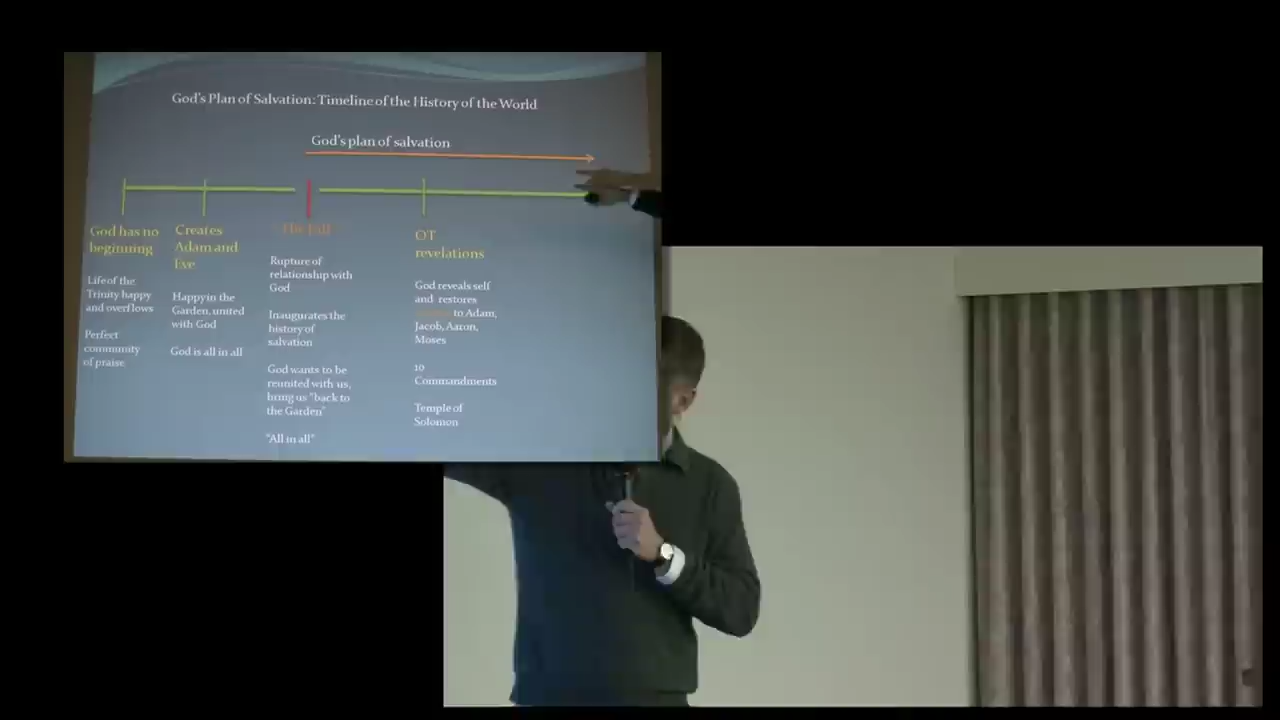 God's Plan of Salvation: Timeline of the History of the World
God's plan of salvation
God has no
beginning
Life of the
Trinity happy
and overflows
Perfect
community
of praise
Creates
Adam and
Eve
Happy in the
Garden, united
with God
God is all in all
The Fall
Rupture of
relationship with
God
Inaugurates the
history of
salvation
God wants to be
reunited with us,
bring us "back to
the Garden"
"All in all"
OT
revelations
God reveals self
and restores
to Adam,
Jacob, Aaron,
Moses
10
Commandments
Temple of
Solomon